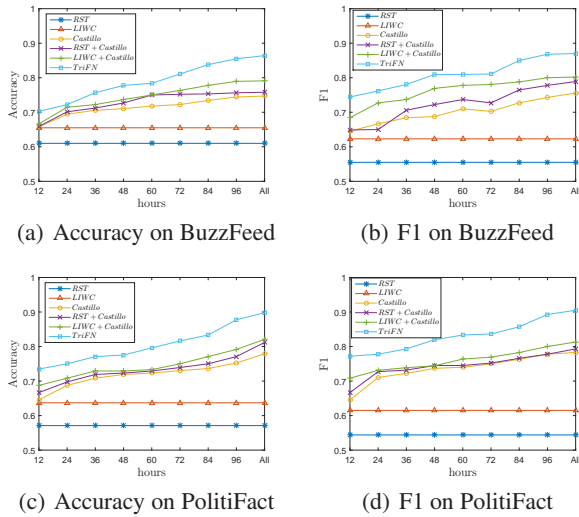 RST
LIWC
Castillo
RST + Castillo
LIWC + Castillo
TriFN
Accuracy
1
0.9
0.8
0.7
0.6
0.5
12 24 36 48 60 72 84 96 All
hours
(a) Accuracy on BuzzFeed
RST
LIWC
Castillo
RST + Castillo
LIWC + Castillo
TriFN
F1
1
0.9
0.8
0.7
0.6
0.5
12 24 36 48 60 72 84 96 All
hours
(b) F1 on BuzzFeed
RST
LIWC
Castillo
RST + Castillo
LIWC + Castillo
TriFN
Accuracy
1
0.9
0.8
0.7
0.6
0.5
12 24 36 48 60 72 84 96 All
hours
(c) Accuracy on PolitiFact
RST
LIWC
Castillo
RST + Castillo
LIWC + Castillo
TriFN
F1
1
0.9
0.8
0.7
0.6
0.5
12 24 36 48 60 72 84 96 All
hours
(d) F1 on PolitiFact